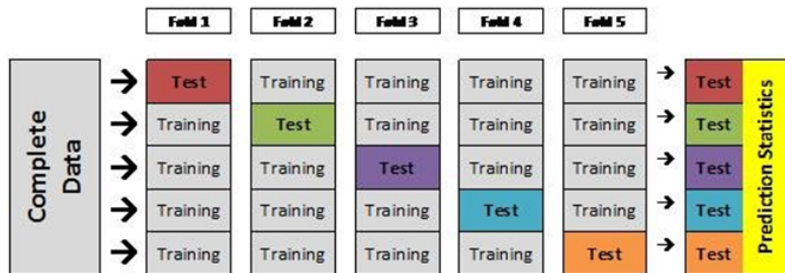 Fold 1 Fold 2 Fold 3 Fold 4 Fold 5
Complete Data
Test Training Training Training Training Test
Training Test Training Training Training Test
Training Training Test Training Training Test
Training Training Training Test Training Test
Training Training Training Training Test Test
Prediction Statistics